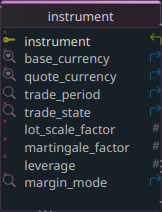 instrument
instrument
base_currency
quote_currency
trade_period
trade_state
lot_scale_factor #
martingale_factor #
leverage #
margin_mode